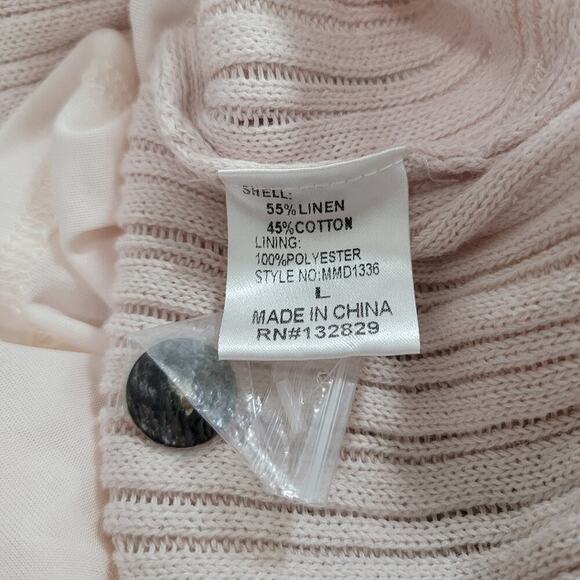 SHELL:
55%LINEN
45%COTTON
LINING:
100%POLYESTER
STYLE NO:MMD1336
L
MADE IN CHINA
RN#132829